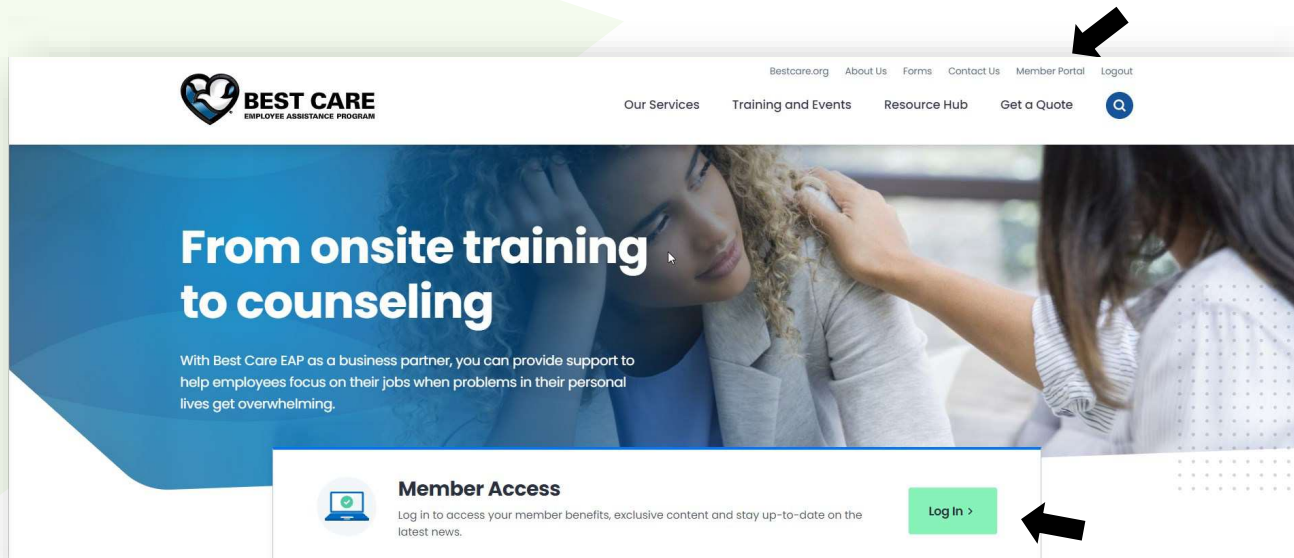 Bestcare.org About Us Forms Contact Us Member Portal Logout
BEST CARE
EMPLOYEE ASSISTANCE PROGRAM
Our Services Training and Events Resource Hub Get a Quote
From onsite training
to counseling
With Best Care EAP as a business partner, you can provide support to
help employees focus on their jobs when problems in their personal
lives get overwhelming.
Member Access
Log in to access your member benefits, exclusive content and stay up-to-date on the
latest news.
Log In >